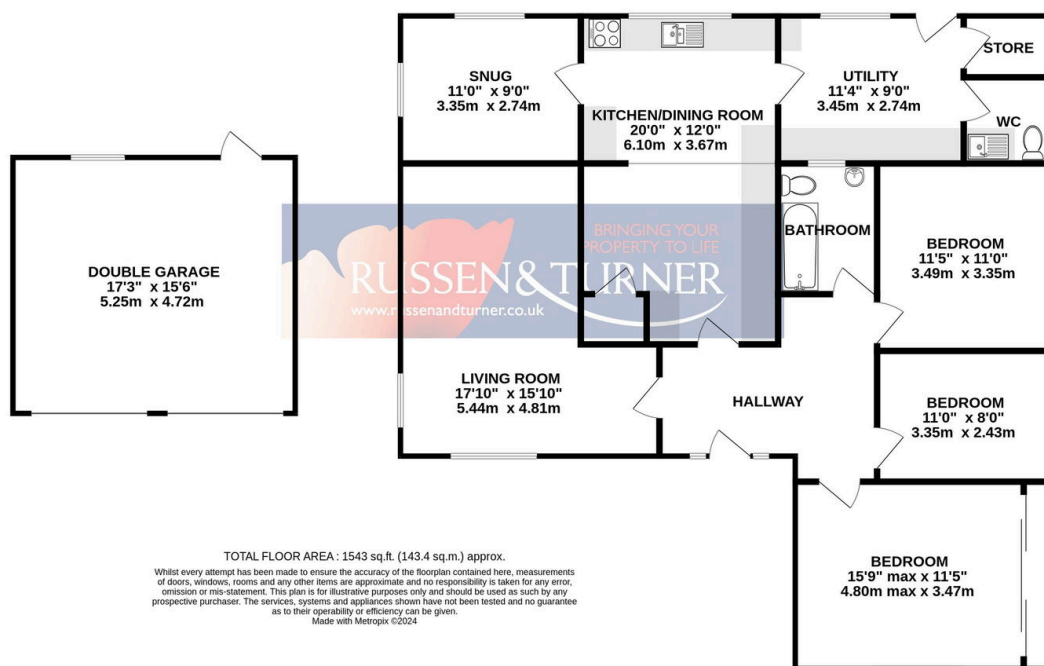 SNUG
11'0" x 9'0"
3.35m x 2.74m
KITCHEN/DINING ROOM
20'0" x 12'0"
6.10m x 3.67m
UTILITY
11'4" x 9'0"
3.45m x 2.74m
STORE
WC
DOUBLE GARAGE
17'3" x 15'6"
5.25m x 4.72m
BRINGING YOUR
PROPERTY TO LIFE
RUSSEN & TURNER
www.russenandturner.co.uk
BATHROOM
BEDROOM
11'5" x 11'0"
3.49m x 3.35m
LIVING ROOM
17'10" x 15'10"
5.44m x 4.81m
HALLWAY
BEDROOM
11'0" x 8'0"
3.35m x 2.43m
BEDROOM
15'9" max x 11'5"
4.80m max x 3.47m
TOTAL FLOOR AREA : 1543 sq.ft. (143.4 sq.m.) approx.
Whilst every attempt has been made to ensure the accuracy of the floorplan contained here, measurements
of doors, windows, rooms and any other items are approximate and no responsibility is taken for any error,
omission or mis-statement. This plan is for illustrative purposes only and should be used as such by any
prospective purchaser. The services, systems and appliances shown have not been tested and no guarantee
as to their operability or efficiency can be given.
Made with Metropix ©2024